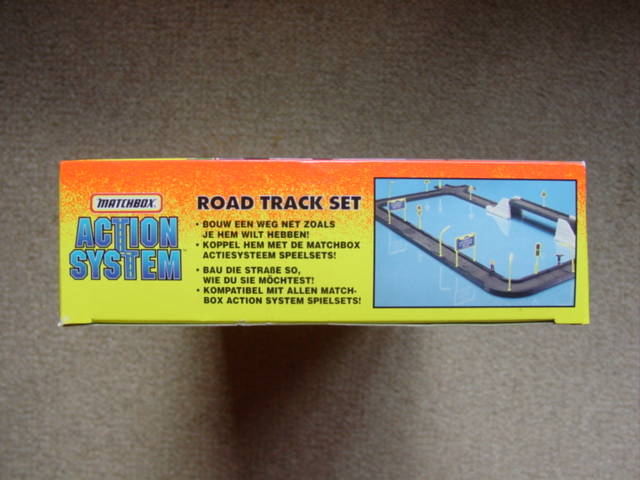 MATCHBOX
ACTION
SYSTEM™
ROAD TRACK SET
• BOUW EEN WEG NET ZOALS
JE HEM WILT HEBBEN!
• KOPPEL HEM MET DE MATCHBOX
ACTIESYSTEEM SPEELSETS!
• BAU DIE STRAßE SO,
WIE DU SIE MÖCHTEST!
• KOMPATIBEL MIT ALLEN MATCH-
BOX ACTION SYSTEM SPIELSETS!